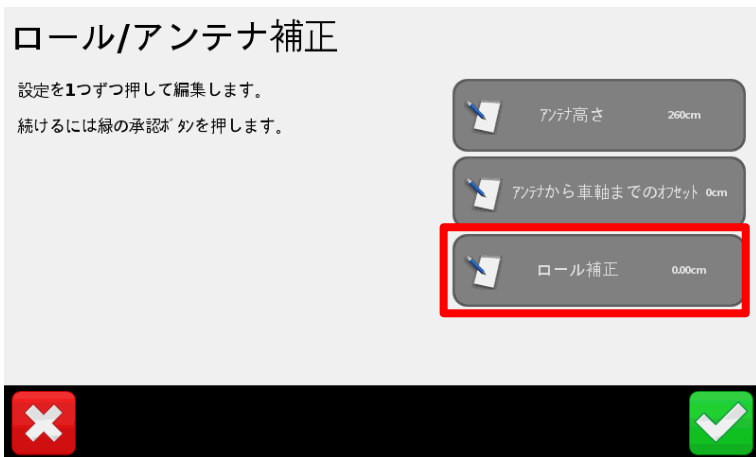 ロール/アンテナ補正
設定を1つずつ押して編集します。
続けるには緑の承認ボタンを押します。
アンテナ高さ 260cm
アンテナから車軸までのオフセット 0cm
ロール補正 0.00cm